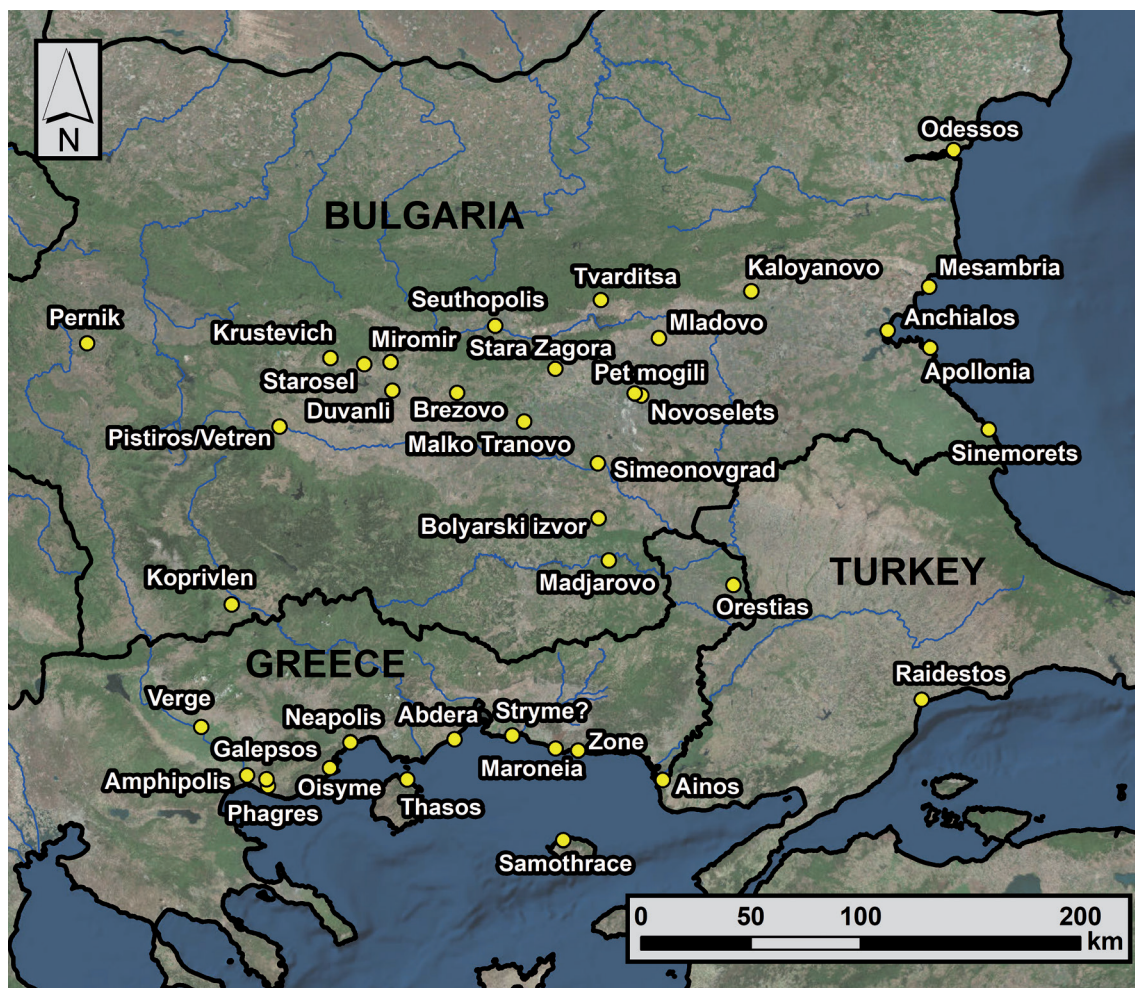 N
Odessos
BULGARIA
Tvarditsa
Kaloyanovo
Mesambria
Seuthopolis
Pernik
Krustevich
Miromir
Mladovo
Anchialos
Stara Zagora
Starosel
Pet mogili
Apollonia
Duvanli
Brezovo
Novoselets
Pistiros/Vetren
Malko Tranovo
Sinemorets
Simeonovgrad
Bolyarski izvor
Koprivlen
Madjarovo
TURKEY
Orestias
GREECE
Raidestos
Verge
Neapolis
Abdera
Stryme?
Galepsos
Zone
Maroneia
Amphipolis
Oisyme
Ainos
Phagres
Thasos
Samothrace
0 50 100 200
km